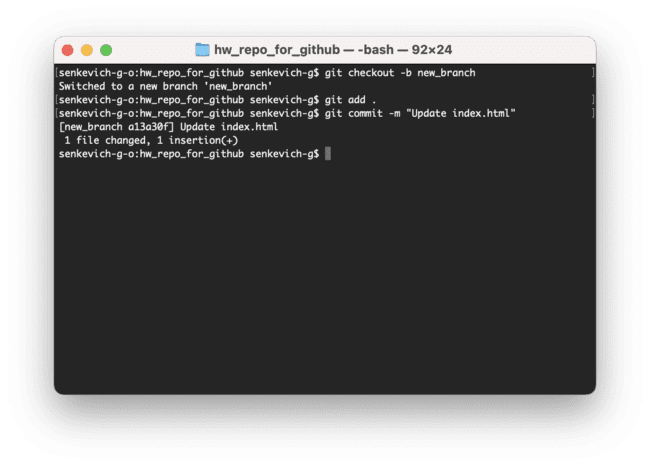 hw_repo_for_github — -bash — 92×24
[senkevich-g-o:hw_repo_for_github senkevich-g$ git checkout -b new_branch ]
Switched to a new branch 'new_branch'
[senkevich-g-o:hw_repo_for_github senkevich-g$ git add . ]
[senkevich-g-o:hw_repo_for_github senkevich-g$ git commit -m "Update index.html" ]
[new_branch a13a30f] Update index.html
1 file changed, 1 insertion(+)
senkevich-g-o:hw_repo_for_github senkevich-g$